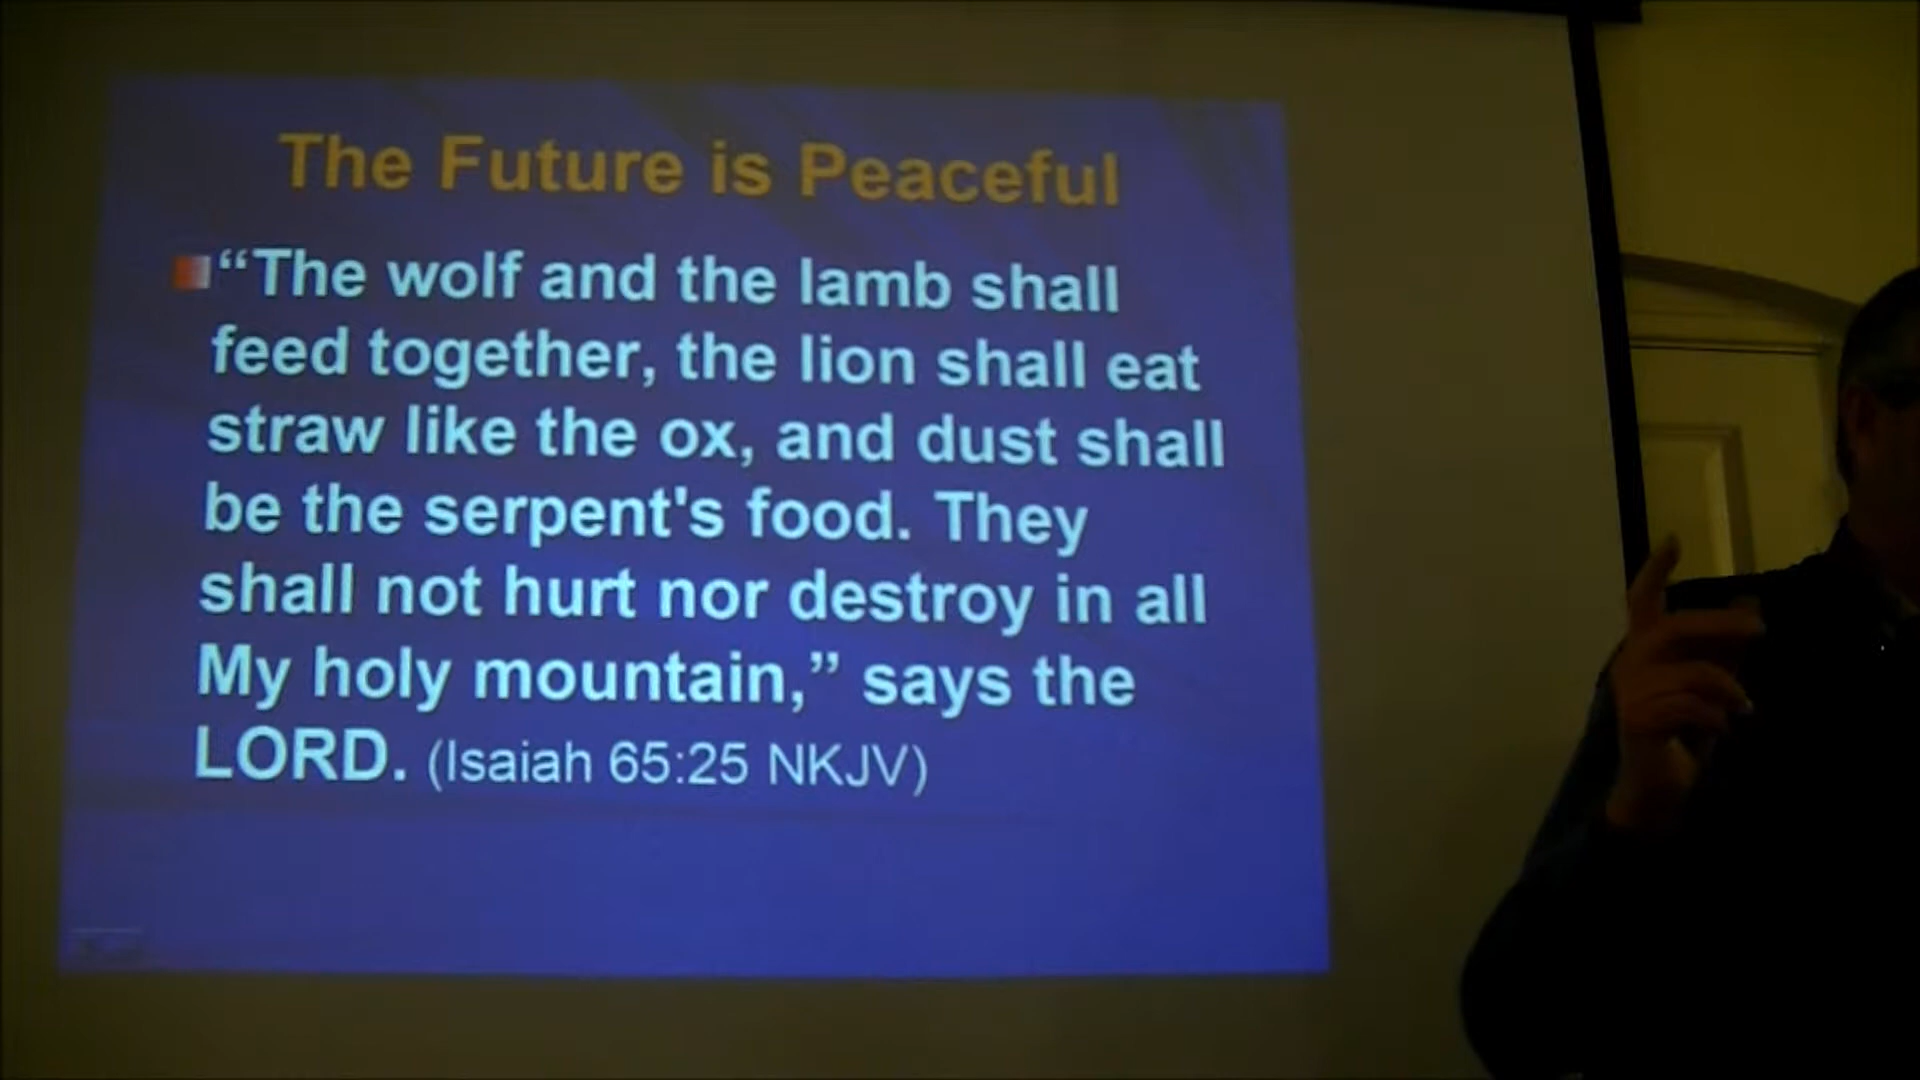 The Future is Peaceful
“The wolf and the lamb shall
feed together, the lion shall eat
straw like the ox, and dust shall
be the serpent's food. They
shall not hurt nor destroy in all
My holy mountain,” says the
LORD. (Isaiah 65:25 NKJV)